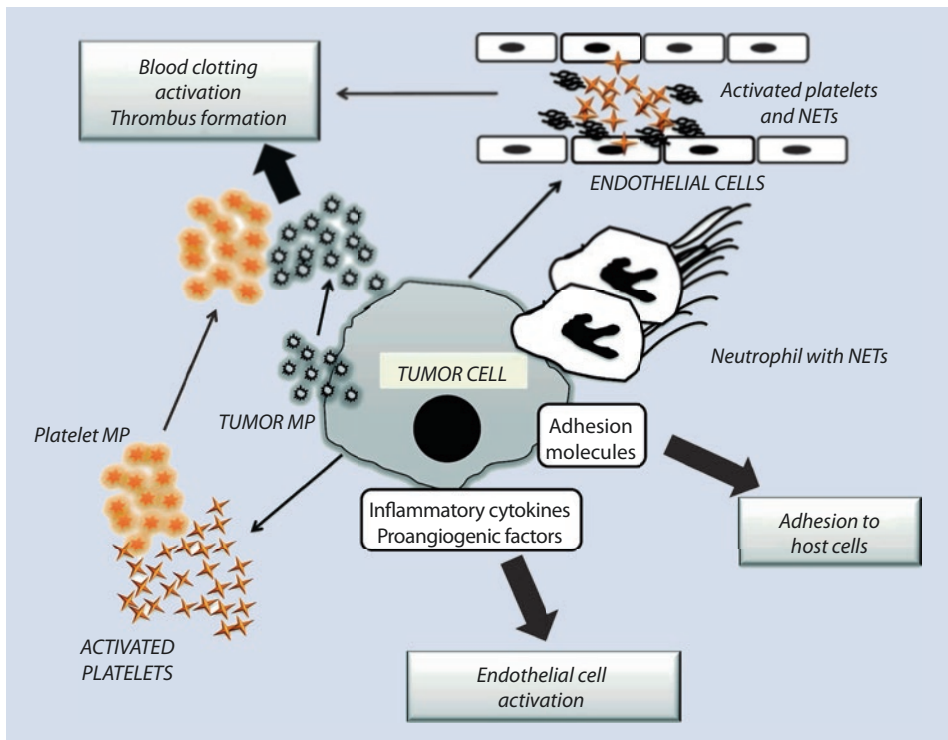 Blood clotting
activation
Thrombus formation
Activated platelets
and NETs
ENDOTHELIAL CELLS
Neutrophil with NETs
TUMOR CELL
TUMOR MP
Platelet MP
Adhesion
molecules
Inflammatory cytokines
Proangiogenic factors
Adhesion to
host cells
ACTIVATED
PLATELETS
Endothelial cell
activation